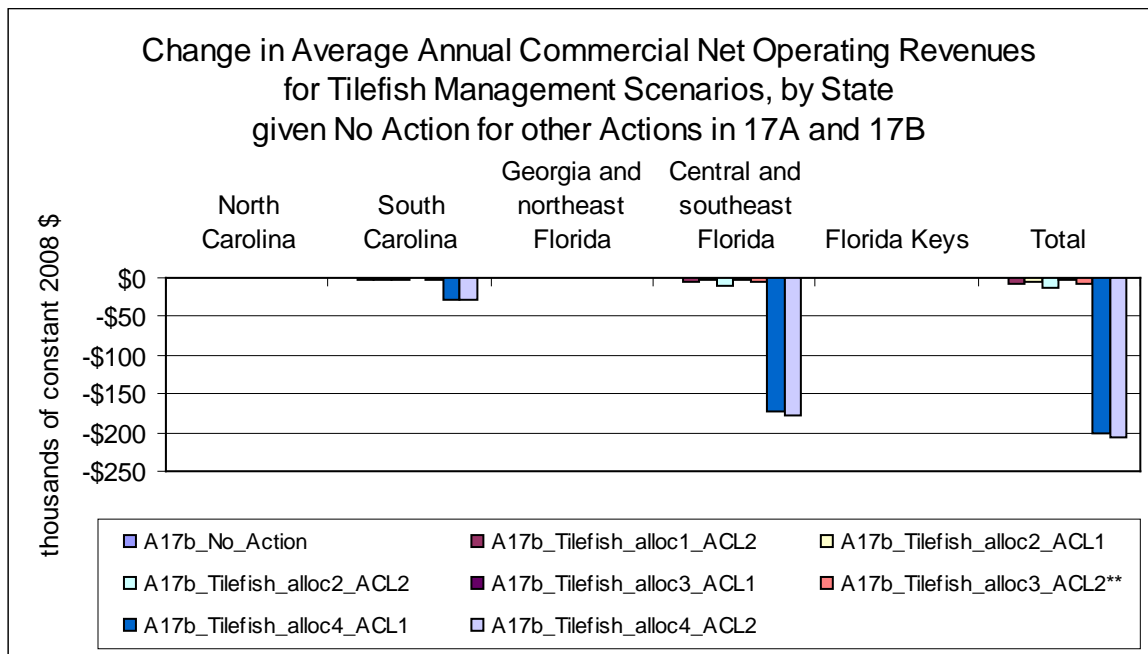 Change in Average Annual Commercial Net Operating Revenues
for Tilefish Management Scenarios, by State
given No Action for other Actions in 17A and 17B
North
Carolina
South
Carolina
Georgia and
northeast
Florida
Central and
southeast
Florida
Florida Keys
Total
thousands of constant 2008 $
$0
-$50
-$100
-$150
-$200
-$250
A17b_No_Action
A17b_Tilefish_alloc1_ACL2
A17b_Tilefish_alloc2_ACL1
A17b_Tilefish_alloc2_ACL2
A17b_Tilefish_alloc3_ACL1
A17b_Tilefish_alloc3_ACL2**
A17b_Tilefish_alloc4_ACL1
A17b_Tilefish_alloc4_ACL2